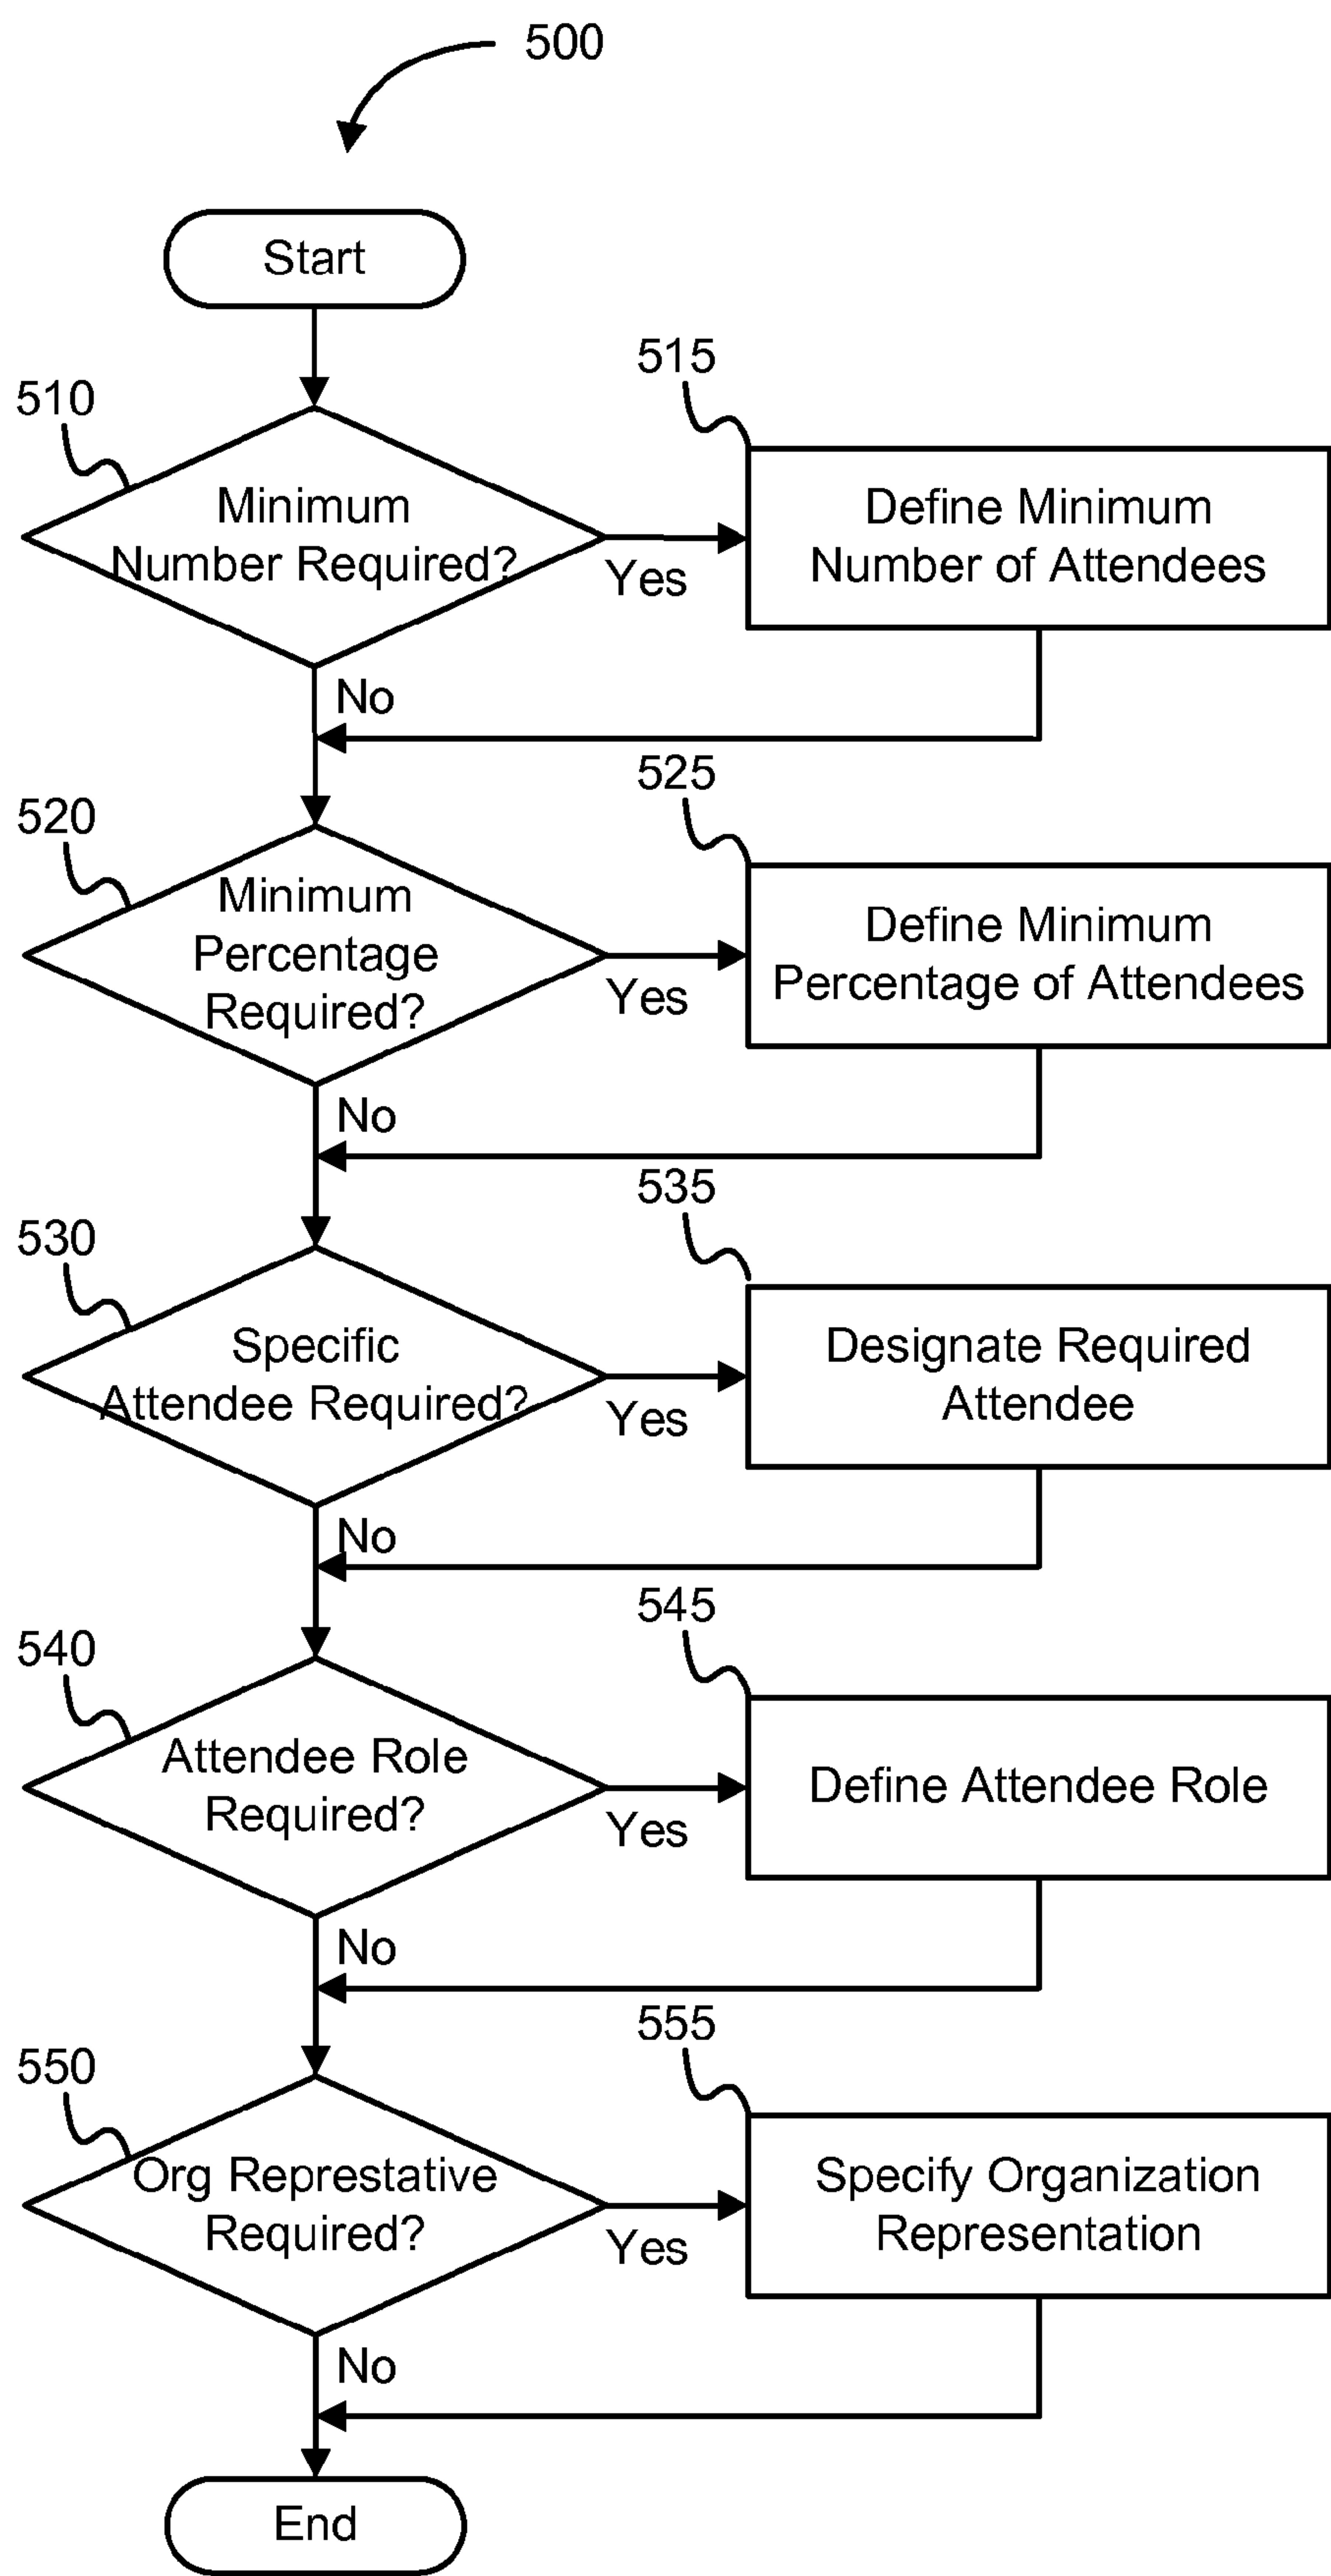 500
Start
510
Minimum
Number Required?
Yes
515
Define Minimum
Number of Attendees
No
520
Minimum
Percentage
Required?
Yes
525
Define Minimum
Percentage of Attendees
No
530
Specific
Attendee Required?
Yes
535
Designate Required
Attendee
No
540
Attendee Role
Required?
Yes
545
Define Attendee Role
No
550
Org Represtative
Required?
Yes
555
Specify Organization
Representation
No
End